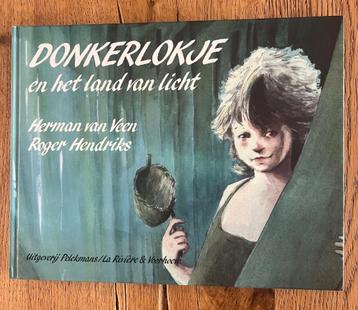 DONKERLOKJE
en het land van licht
Herman van Veen
Roger Hendriks
Uitgeverij Pelckmans/La Rivière & Voorhoeve